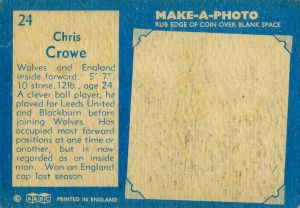 24
Chris
Crowe
Wolves and England
inside forward 5' 7"
10 stone, 12lb., age 24
A clever ball player, he
played for Leeds United
and Blockburn before
joining Wolves. Has
occupied most forward
positions at one time or
another, but is now
regarded as an inside
man. Won an England
cap last season.
© A&BC PRINTED IN ENGLAND
MAKE-A-PHOTO
RUB EDGE OF COIN OVER BLANK SPACE